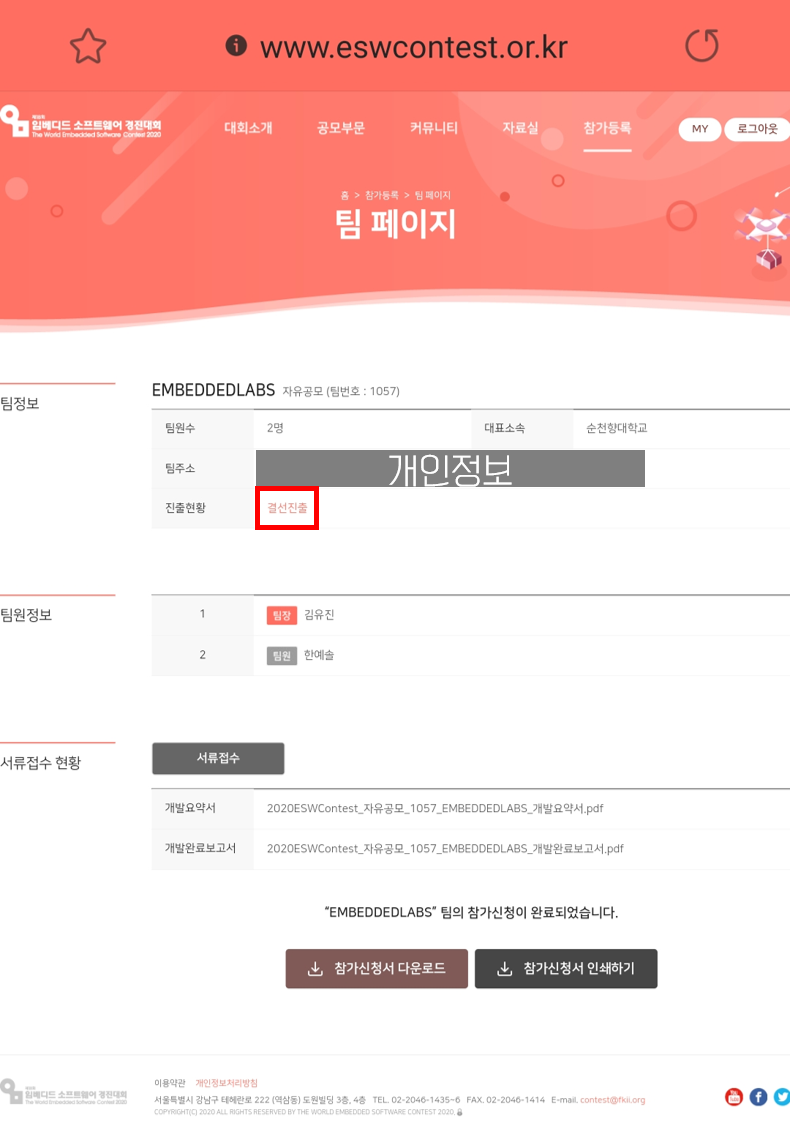 www.eswcontest.or.kr
임베디드 소프트웨어 경진대회
The World Embedded Software Contest 2020
대회소개 공모부문 커뮤니티 자료실 참가등록 MY 로그아웃
홈 > 참가등록 > 팀 페이지
팀 페이지
팀정보
EMBEDDEDLABS 자유공모 (팀번호 : 1057)
팀원수 2명 대표소속 순천향대학교
팀주소 개인정보
진출현황 결선진출
팀원정보
1 팀장 김유진
2 팀원 한예솔
서류접수 현황
서류접수
개발요약서 2020ESWContest_자유공모_1057_EMBEDDEDLABS_개발요약서.pdf
개발완료보고서 2020ESWContest_자유공모_1057_EMBEDDEDLABS_개발완료보고서.pdf
“EMBEDDEDLABS” 팀의 참가신청이 완료되었습니다.
참가신청서 다운로드 참가신청서 인쇄하기
임베디드 소프트웨어 경진대회
The World Embedded Software Contest 2020
이용약관 개인정보처리방침
서울특별시 강남구 테헤란로 222 (역삼동) 도원빌딩 3층, 4층 TEL. 02-2046-1435~6 FAX. 02-2046-1414 E-mail. contest@fkii.org
COPYRIGHT(C) 2020 ALL RIGHTS RESERVED BY THE WORLD EMBEDDED SOFTWARE CONTEST 2020.